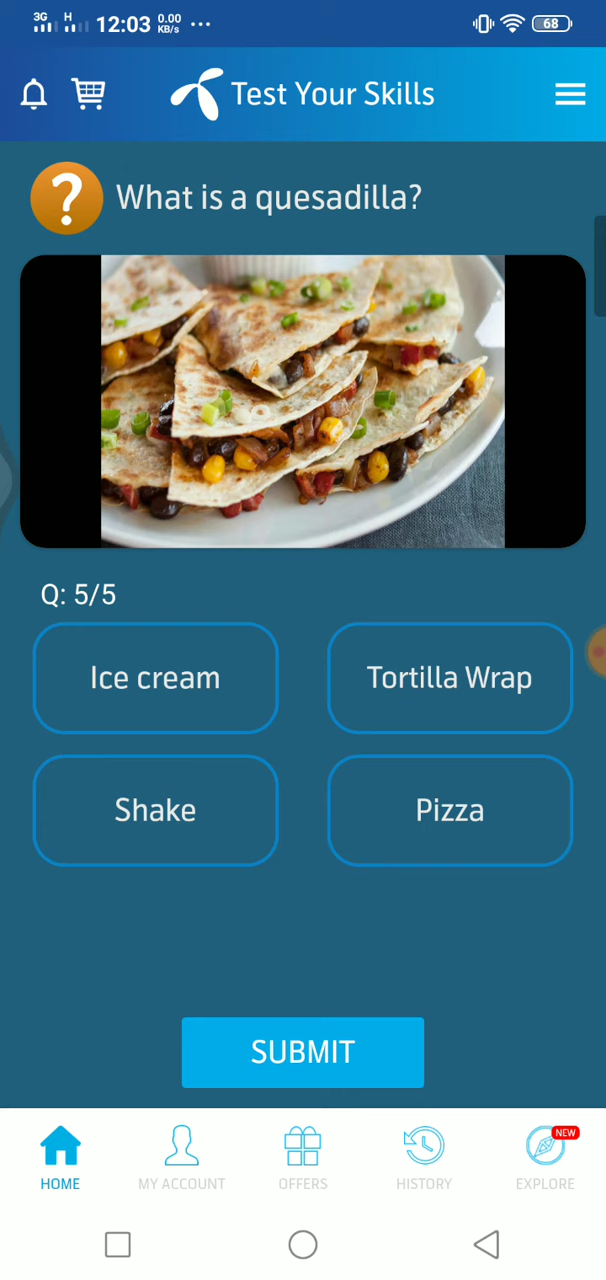 3G H 12:03 0.00 KB/s ... 68
Test Your Skills
? What is a quesadilla?
Q: 5/5
Ice cream Tortilla Wrap
Shake Pizza
SUBMIT
NEW
HOME MY ACCOUNT OFFERS HISTORY EXPLORE